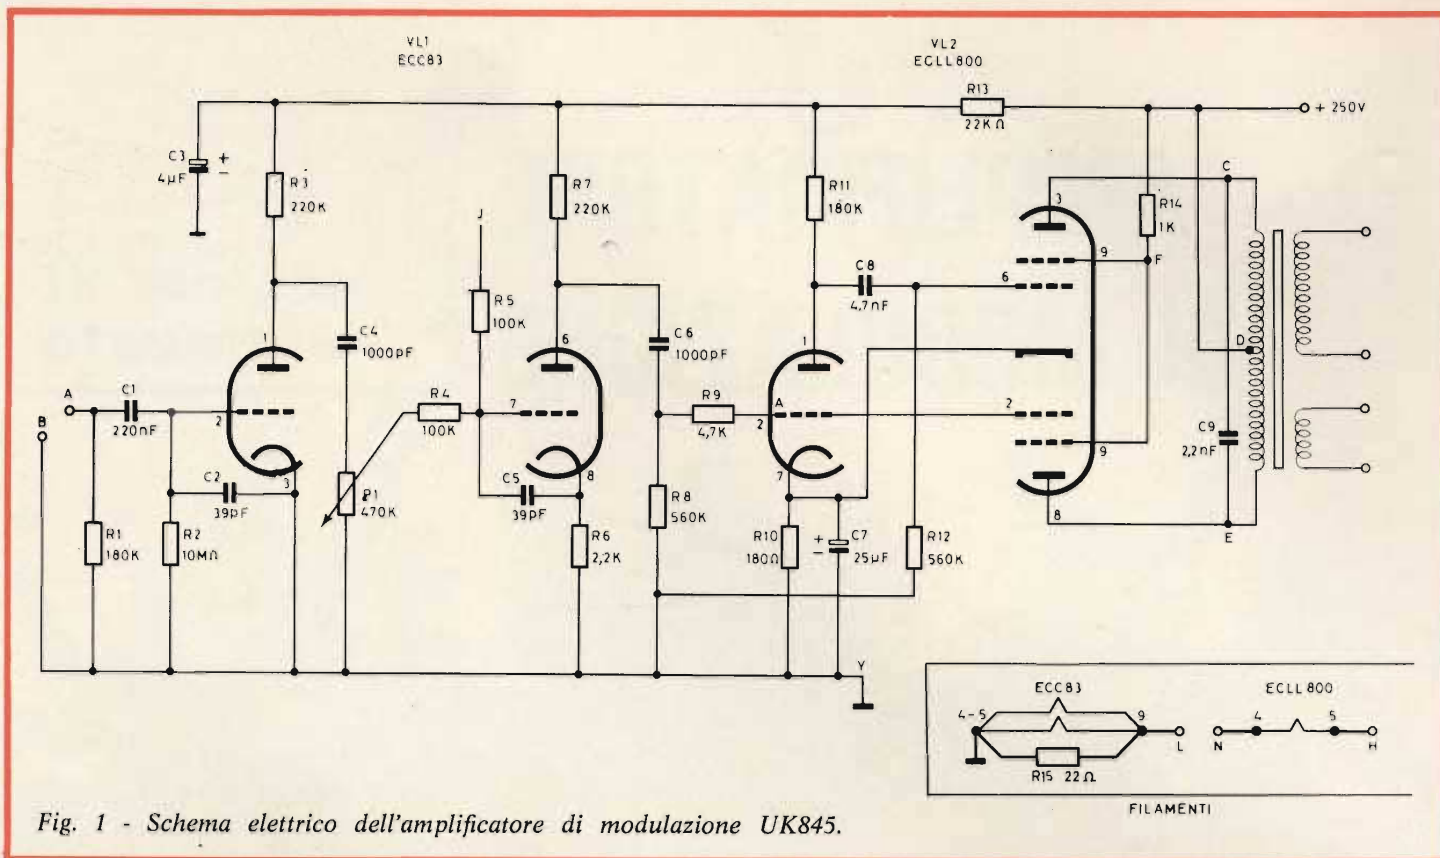 VL1
ECC83
VL2
ECLL800
R13
22KΩ
+ 250V
C3
4µF
+
-
R3
220K
R7
220K
R11
180K
J
R5
100K
C
3
R14
1K
9
F
6
C8
4,7nF
1
C4
1000pF
6
C6
1000pF
1
D
A
C1
220nF
B
2
R4
100K
7
R9
4,7K
A
2
2
9
C9
2,2nF
C2
39pF
3
P1
470K
C5
39pF
8
R8
560K
7
R1
180K
R2
10MΩ
R6
2,2K
R10
180Ω
+
-
C7
25µF
R12
560K
8
E
Y
ECC83
ECLL800
4-5
9
L
N
4
5
H
R15 22Ω
FILAMENTI
Fig. 1 - Schema elettrico dell'amplificatore di modulazione UK845.